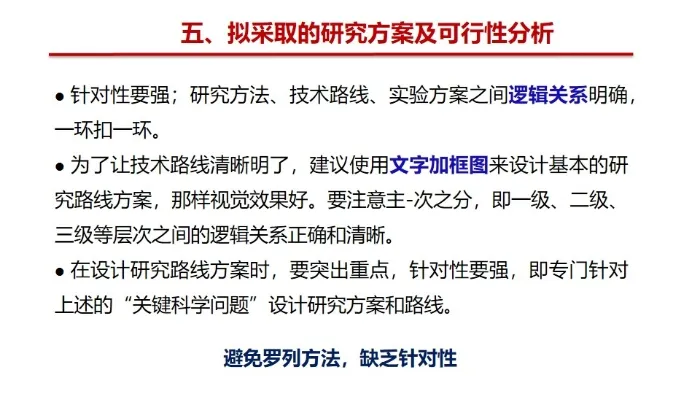 五、拟采取的研究方案及可行性分析
● 针对性要强；研究方法、技术路线、实验方案之间逻辑关系明确，
一环扣一环。
● 为了让技术路线清晰明了，建议使用文字加框图来设计基本的研
究路线方案，那样视觉效果好。要注意主-次之分，即一级、二级、
三级等层次之间的逻辑关系正确和清晰。
● 在设计研究路线方案时，要突出重点，针对性要强，即专门针对
上述的“关键科学问题”设计研究方案和路线。
避免罗列方法，缺乏针对性